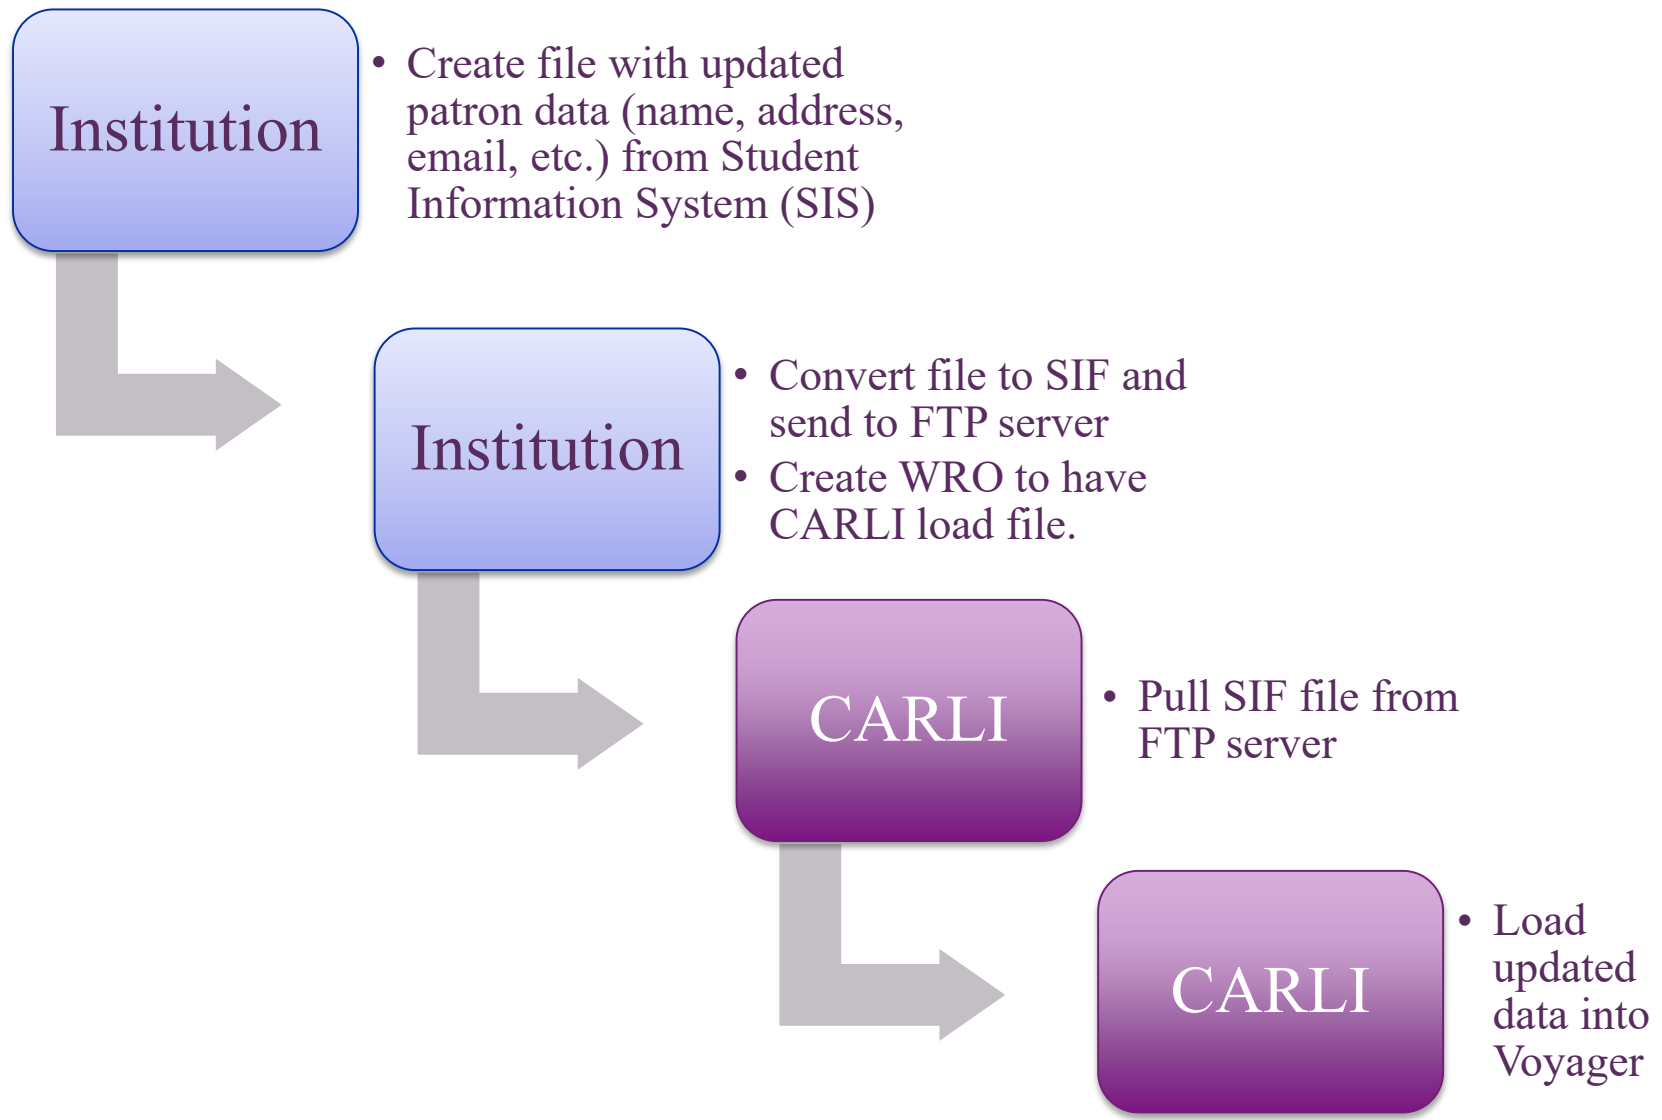 Institution
• Create file with updated
patron data (name, address,
email, etc.) from Student
Information System (SIS)
Institution
• Convert file to SIF and
send to FTP server
• Create WRO to have
CARLI load file.
CARLI
• Pull SIF file from
FTP server
CARLI
• Load
updated
data into
Voyager